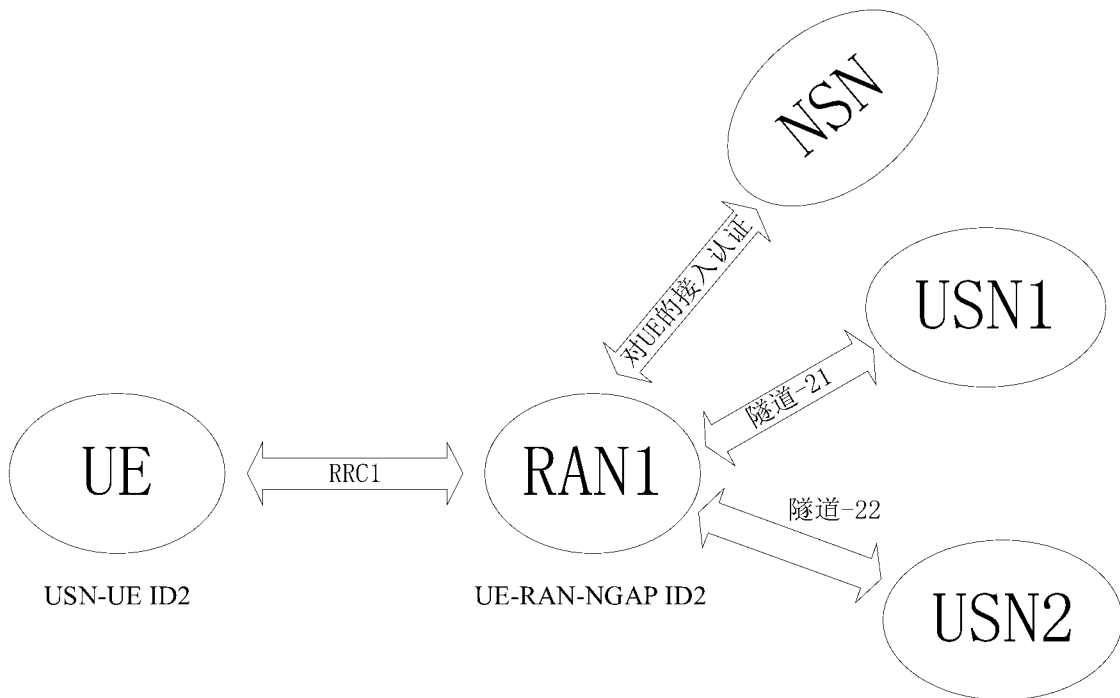 NSN
对UE的接入认证
USN1
隧道-21
UE
RRC1
RAN1
隧道-22
USN-UE ID2
UE-RAN-NGAP ID2
USN2